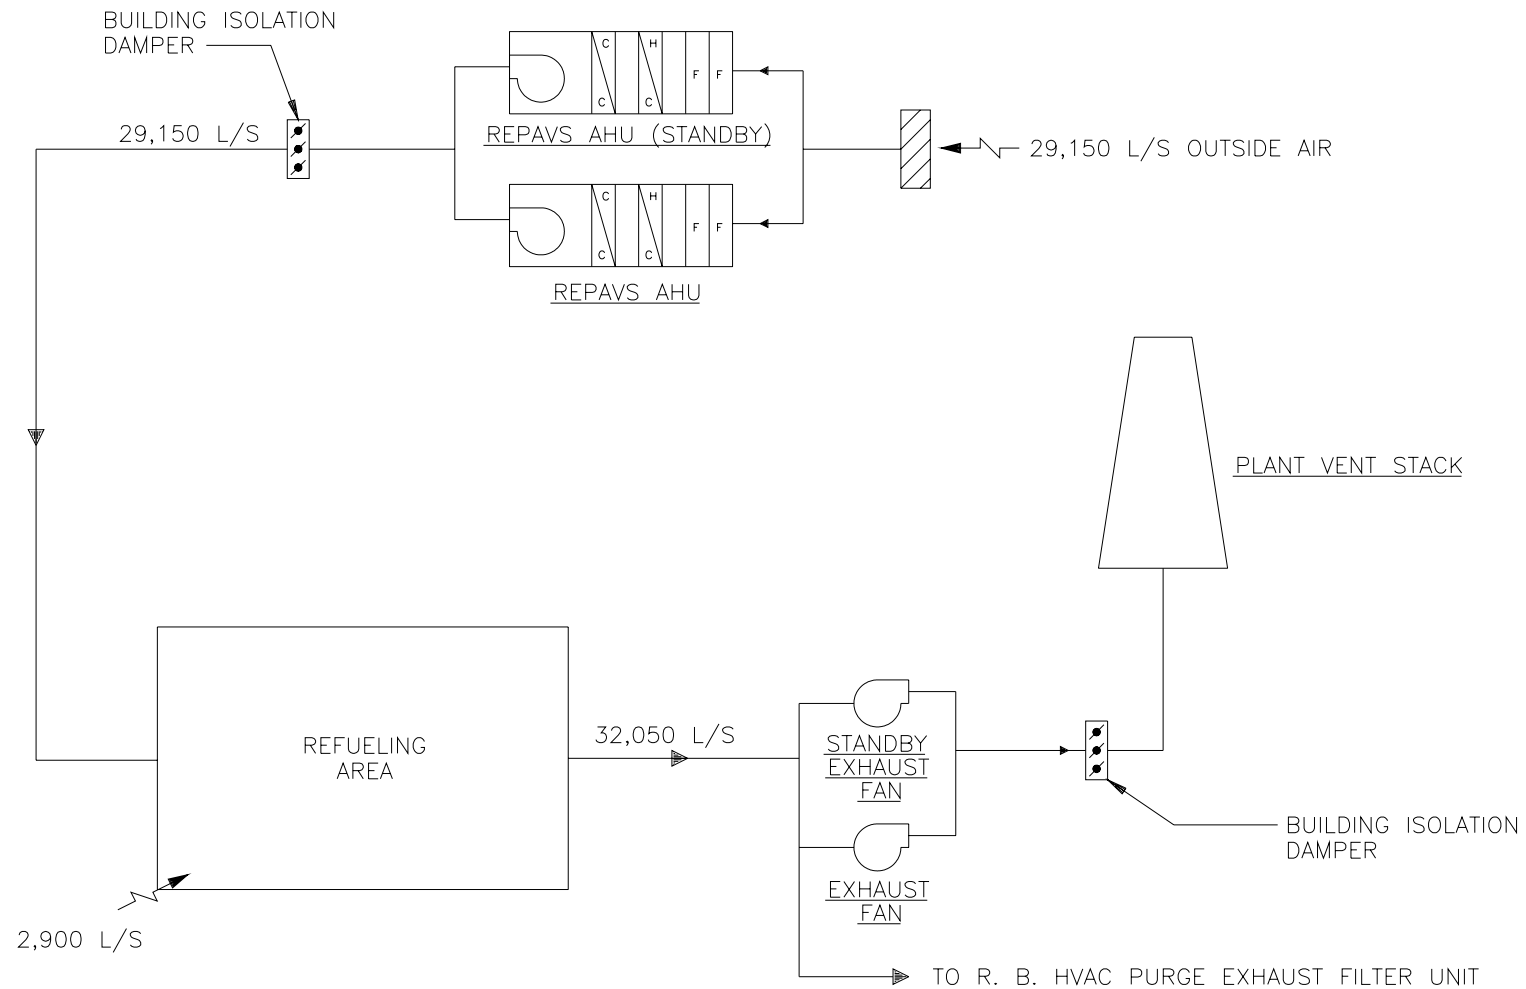 BUILDING ISOLATION
DAMPER
29,150 L/S
C
H
F F
C
C
REPAVS AHU (STANDBY)
29,150 L/S OUTSIDE AIR
C
H
F F
C
C
REPAVS AHU
PLANT VENT STACK
REFUELING
AREA
32,050 L/S
STANDBY
EXHAUST
FAN
BUILDING ISOLATION
DAMPER
EXHAUST
FAN
2,900 L/S
TO R. B. HVAC PURGE EXHAUST FILTER UNIT